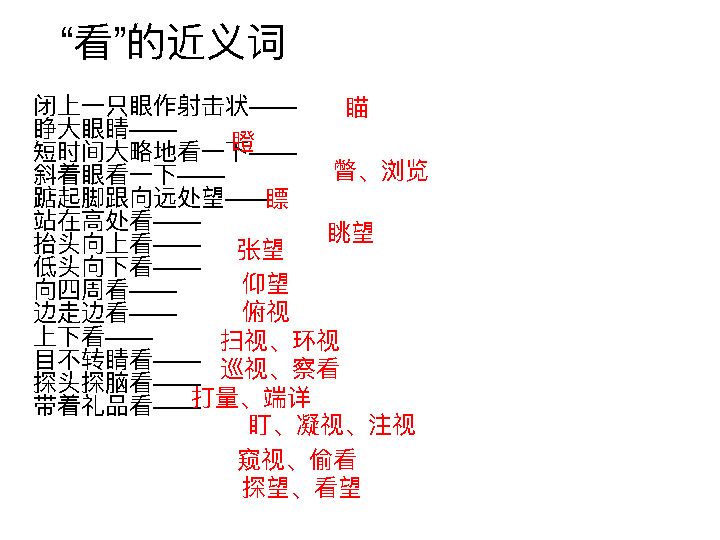 “看”的近义词
闭上一只眼作射击状——
瞄
睁大眼睛——
瞪
短时间大略地看一下——
瞥、浏览
斜着眼看一下——
瞟
踮起脚跟向远处望——
眺望
站在高处看——
张望
抬头向上看——
仰望
低头向下看——
俯视
向四周看——
扫视、环视
边走边看——
巡视、察看
上下看——
打量、端详
目不转睛看——
盯、凝视、注视
探头探脑看——
窥视、偷看
带着礼品看——
探望、看望